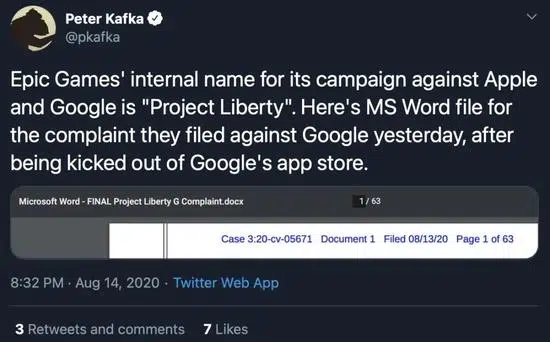 Peter Kafka
@pkafka
Epic Games' internal name for its campaign against Apple
and Google is "Project Liberty". Here's MS Word file for
the complaint they filed against Google yesterday, after
being kicked out of Google's app store.
Microsoft Word - FINAL Project Liberty G Complaint.docx 1 / 63
Case 3:20-cv-05671 Document 1 Filed 08/13/20 Page 1 of 63
8:32 PM · Aug 14, 2020 · Twitter Web App
3 Retweets and comments 7 Likes